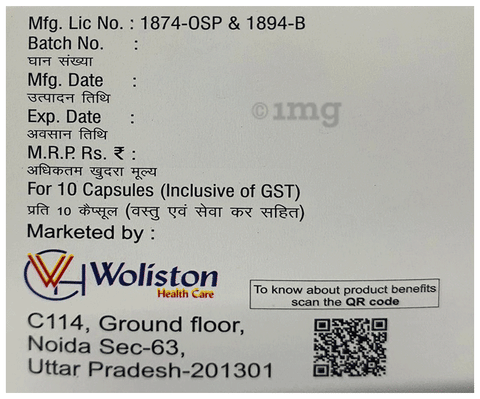 Mfg. Lic No. : 1874-OSP & 1894-B
Batch No. :
घान संख्या
Mfg. Date :
उत्पादन तिथि
Exp. Date :
अवसान तिथि
M.R.P. Rs. ₹ :
अधिकतम खुदरा मूल्य
For 10 Capsules (Inclusive of GST)
प्रति 10 कैप्सूल (वस्तु एवं सेवा कर सहित)
Marketed by :
Woliston
Health Care
To know about product benefits
scan the QR code
C114, Ground floor,
Noida Sec-63,
Uttar Pradesh-201301
©1mg